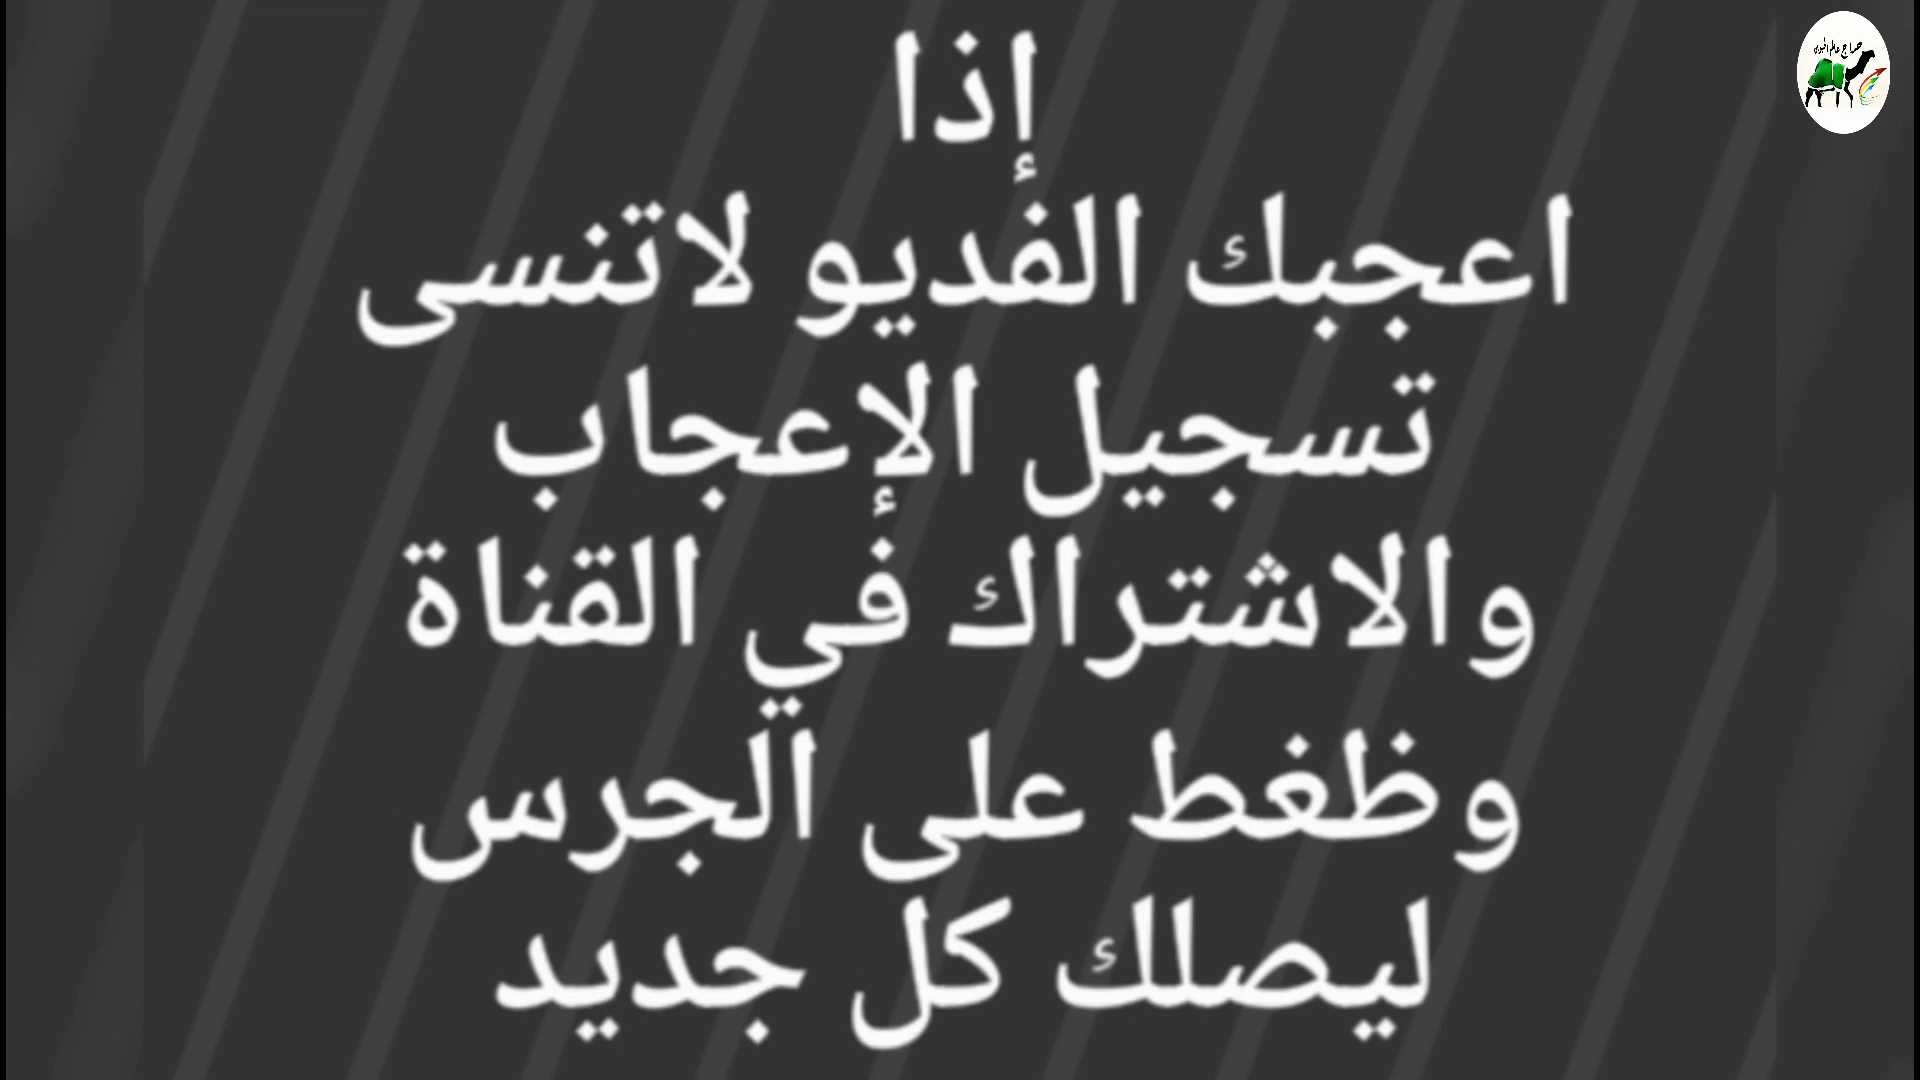 إذا
اعجبك الفديو لاتنسى
تسجيل الإعجاب
والاشتراك في القناة
وظغط على الجرس
ليصلك كل جديد